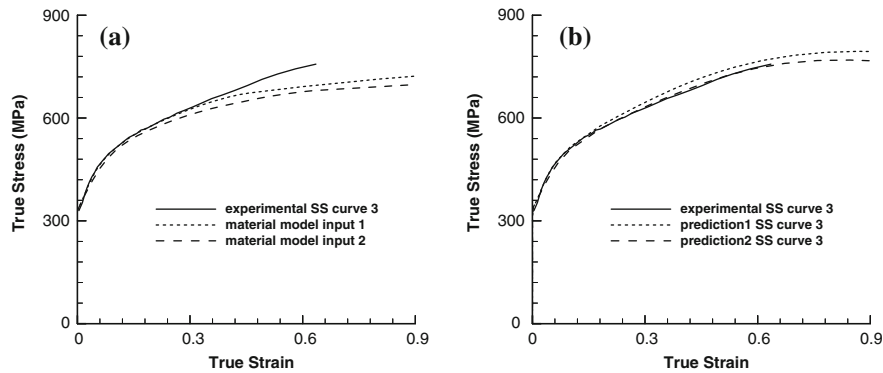 (a)
900
600
300
0
True Stress (MPa)
experimental SS curve 3
material model input 1
material model input 2
0
0.3
0.6
0.9
True Strain
(b)
900
600
300
0
True Stress (MPa)
experimental SS curve 3
prediction1 SS curve 3
prediction2 SS curve 3
0
0.3
0.6
0.9
True Strain